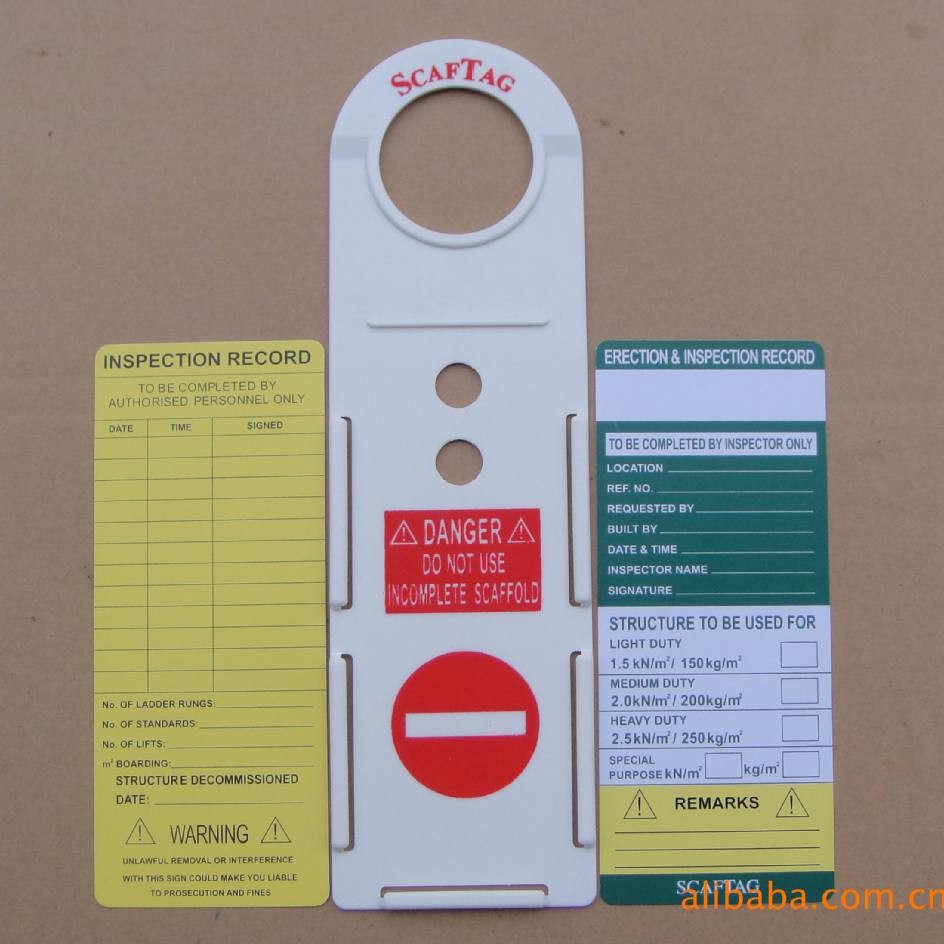 SCAFTAG
INSPECTION RECORD
TO BE COMPLETED BY
AUTHORISED PERSONNEL ONLY
DATE TIME SIGNED
No. OF LADDER RUNGS:
No. OF STANDARDS:
No. OF LIFTS:
m² BOARDING:
STRUCTURE DECOMMISSIONED
DATE:
WARNING
UNLAWFUL REMOVAL OR INTERFERENCE
WITH THIS SIGN COULD MAKE YOU LIABLE
TO PROSECUTION AND FINES
DANGER
DO NOT USE
INCOMPLETE SCAFFOLD
ERECTION & INSPECTION RECORD
TO BE COMPLETED BY INSPECTOR ONLY
LOCATION
REF. NO.
REQUESTED BY
BUILT BY
DATE & TIME
INSPECTOR NAME
SIGNATURE
STRUCTURE TO BE USED FOR
LIGHT DUTY
1.5 kN/m²/ 150kg/m²
MEDIUM DUTY
2.0kN/m²/ 200kg/m²
HEAVY DUTY
2.5kN/m²/ 250kg/m²
SPECIAL
PURPOSE kN/m² kg/m²
REMARKS
SCAFTAG
alibaba.com.cn